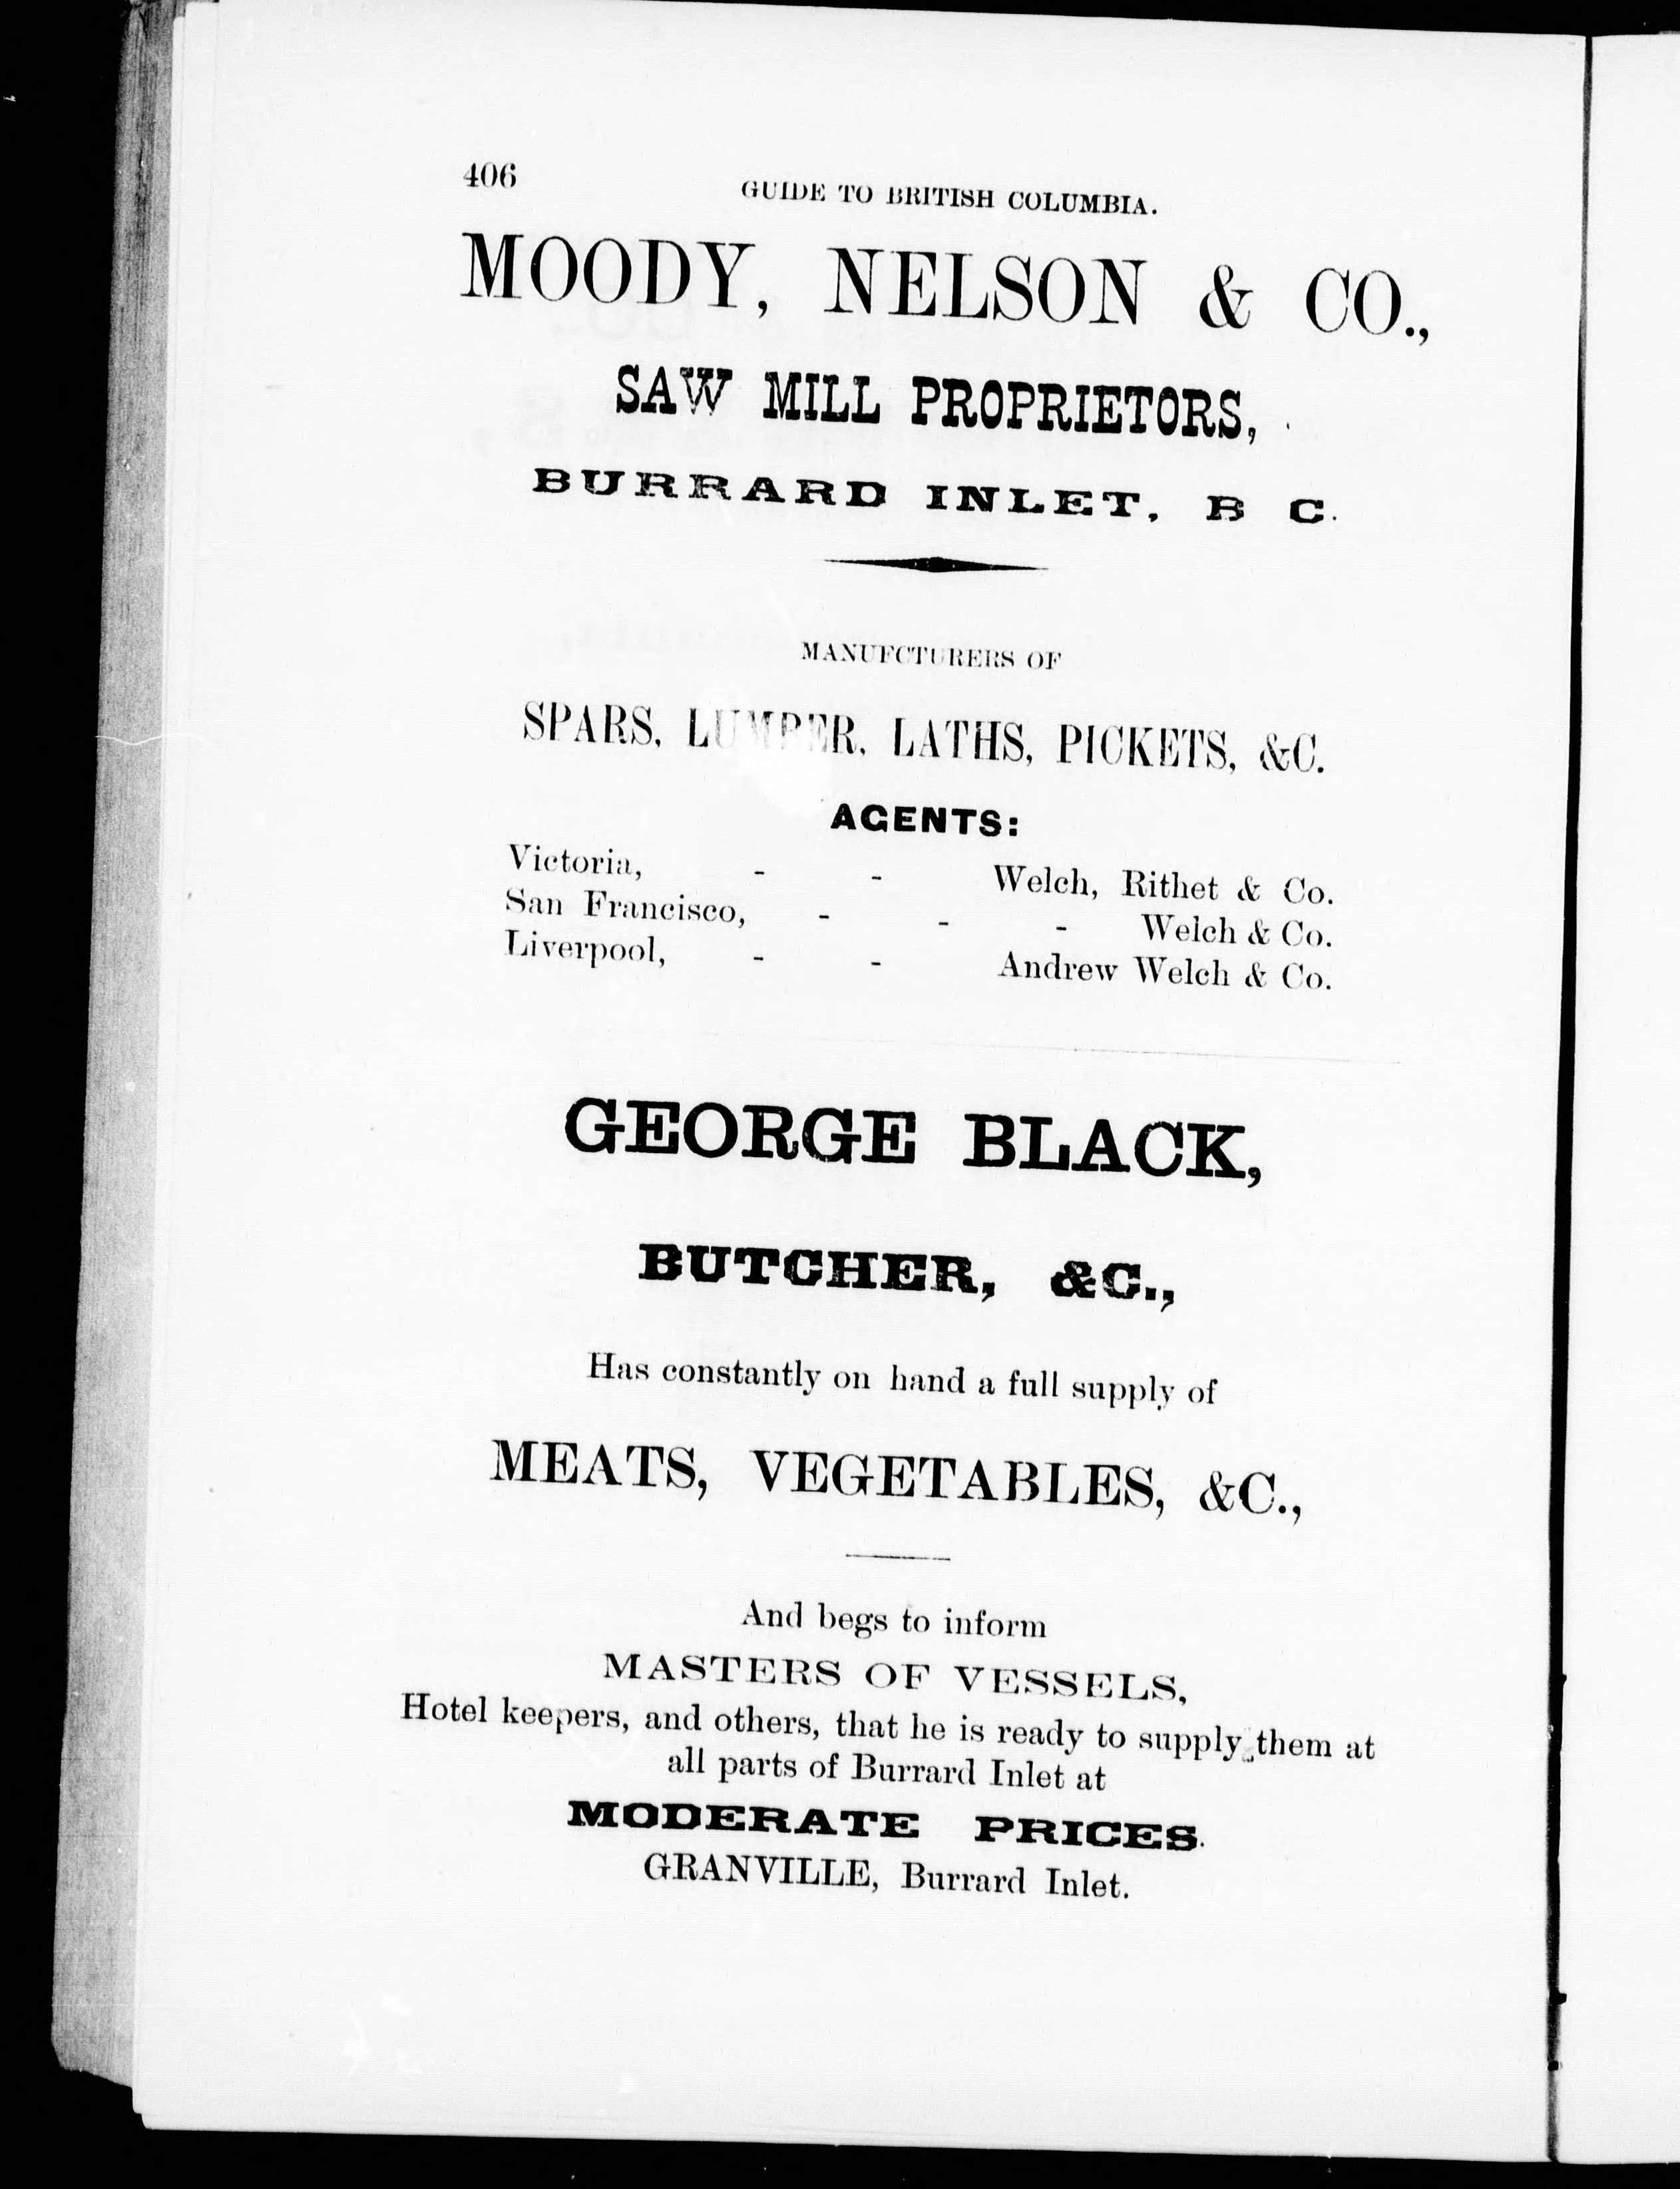 406
GUIDE TO BRITISH COLUMBIA.
MOODY, NELSON & CO.,
SAW MILL PROPRIETORS,
BURRARD INLET, B C.
MANUFCTURERS OF
SPARS, LUMBER, LATHS, PICKETS, &C.
AGENTS:
Victoria, - - Welch, Rithet & Co.
San Francisco, - - - Welch & Co.
Liverpool, - - Andrew Welch & Co.
GEORGE BLACK,
BUTCHER, &C.,
Has constantly on hand a full supply of
MEATS, VEGETABLES, &C.,
And begs to inform
MASTERS OF VESSELS,
Hotel keepers, and others, that he is ready to supply them at
all parts of Burrard Inlet at
MODERATE PRICES.
GRANVILLE, Burrard Inlet.